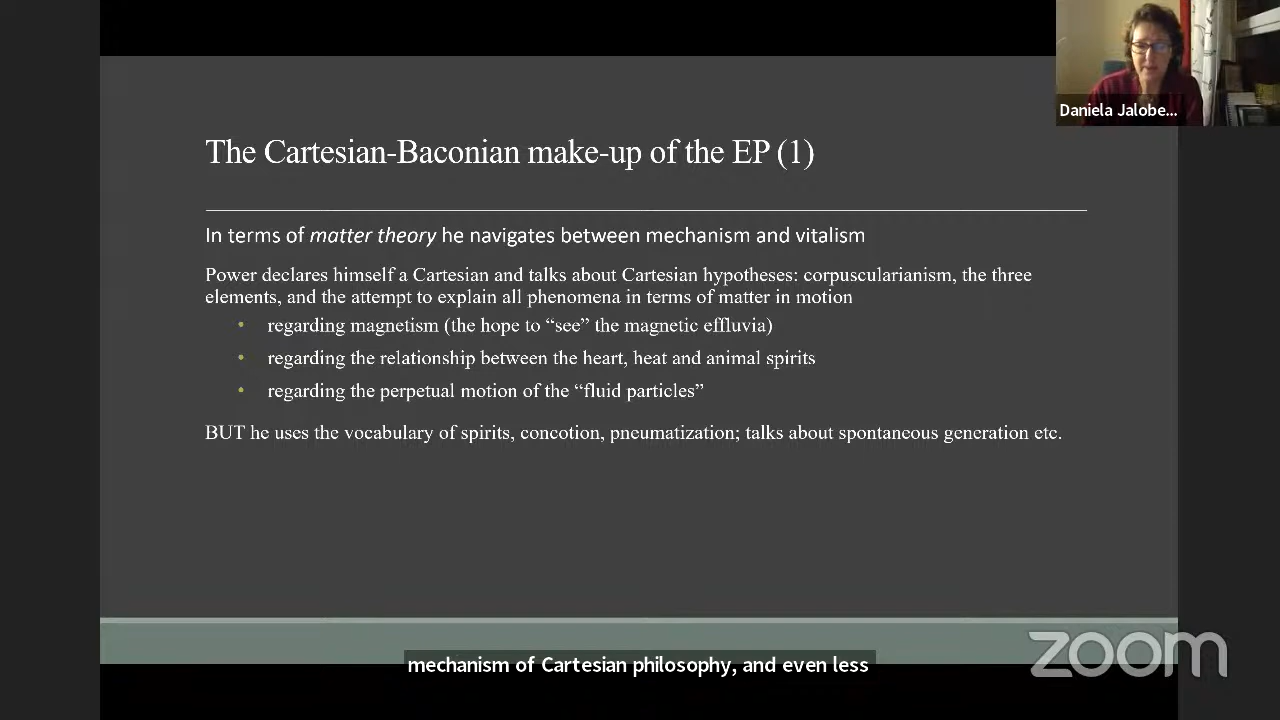 Daniela Jalobe...
The Cartesian-Baconian make-up of the EP (1)
In terms of matter theory he navigates between mechanism and vitalism
Power declares himself a Cartesian and talks about Cartesian hypotheses: corpuscularianism, the three
elements, and the attempt to explain all phenomena in terms of matter in motion
• regarding magnetism (the hope to “see” the magnetic effluvia)
• regarding the relationship between the heart, heat and animal spirits
• regarding the perpetual motion of the “fluid particles”
BUT he uses the vocabulary of spirits, concotion, pneumatization; talks about spontaneous generation etc.
zoom
mechanism of Cartesian philosophy, and even less